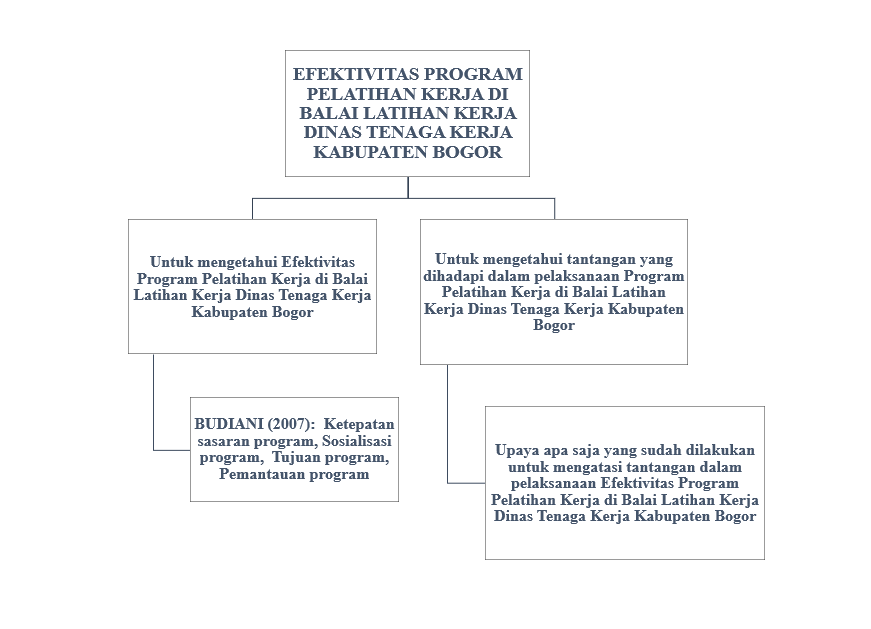 EFEKTIVITAS PROGRAM
PELATIHAN KERJA DI
BALAI LATIHAN KERJA
DINAS TENAGA KERJA
KABUPATEN BOGOR
Untuk mengetahui Efektivitas
Program Pelatihan Kerja di Balai
Latihan Kerja Dinas Tenaga Kerja
Kabupaten Bogor
Untuk mengetahui tantangan yang
dihadapi dalam pelaksanaan Program
Pelatihan Kerja di Balai Latihan
Kerja Dinas Tenaga Kerja Kabupaten
Bogor
BUDIANI (2007):  Ketepatan
sasaran program, Sosialisasi
program,  Tujuan program,
Pemantauan program
Upaya apa saja yang sudah dilakukan
untuk mengatasi tantangan dalam
pelaksanaan Efektivitas Program
Pelatihan Kerja di Balai Latihan Kerja
Dinas Tenaga Kerja Kabupaten Bogor